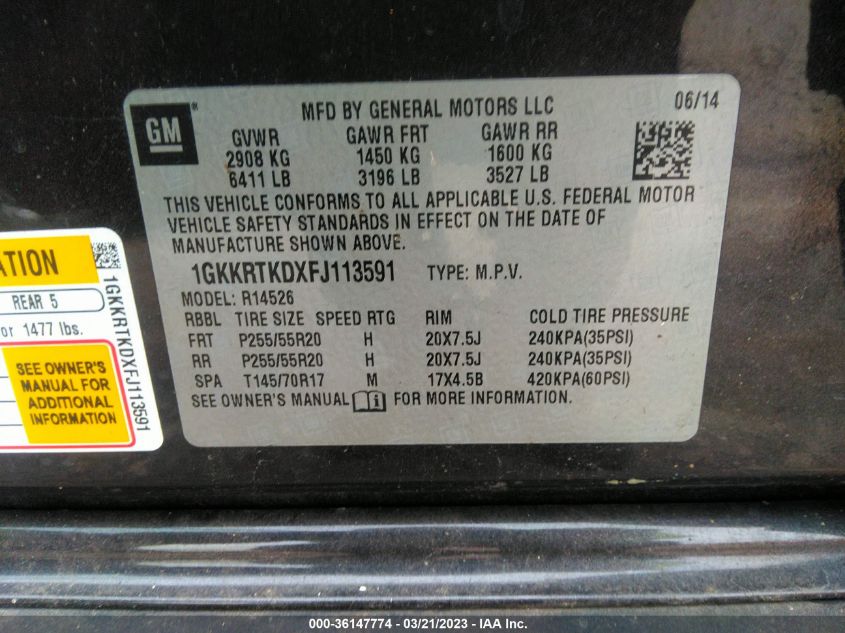 GM®
MFD BY GENERAL MOTORS LLC
06/14
GVWR GAWR FRT GAWR RR
2908 KG 1450 KG 1600 KG
6411 LB 3196 LB 3527 LB
THIS VEHICLE CONFORMS TO ALL APPLICABLE U.S. FEDERAL MOTOR
VEHICLE SAFETY STANDARDS IN EFFECT ON THE DATE OF
MANUFACTURE SHOWN ABOVE.
1GKKRTKDXFJ113591 TYPE: M.P.V.
MODEL: R14526
RBBL TIRE SIZE SPEED RTG RIM COLD TIRE PRESSURE
FRT P255/55R20 H 20X7.5J 240KPA(35PSI)
RR P255/55R20 H 20X7.5J 240KPA(35PSI)
SPA T145/70R17 M 17X4.5B 420KPA(60PSI)
SEE OWNER'S MANUAL i FOR MORE INFORMATION.
ATION
REAR 5
or 1477 lbs.
SEE OWNER'S
MANUAL FOR
ADDITIONAL
INFORMATION
1GKKRTKDXFJ113591
000-36147774 - 03/21/2023 - IAA Inc.